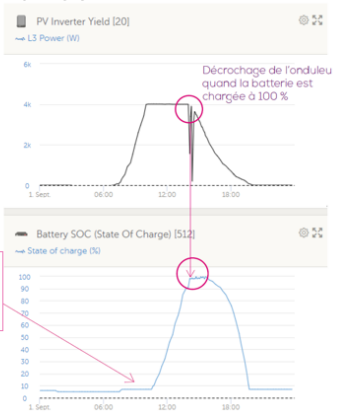 PV Inverter Yield [20]
L3 Power (W)
6k
Décrochage de l'onduleu
quand la batterie est
chargée à 100 %
4k
2k
0
1. Sept 06:00 12:00 18:00
Battery SOC (State Of Charge) [512]
State of charge (%)
100
90
80
70
60
50
40
30
20
10
0
1. Sept 06:00 12:00 18:00